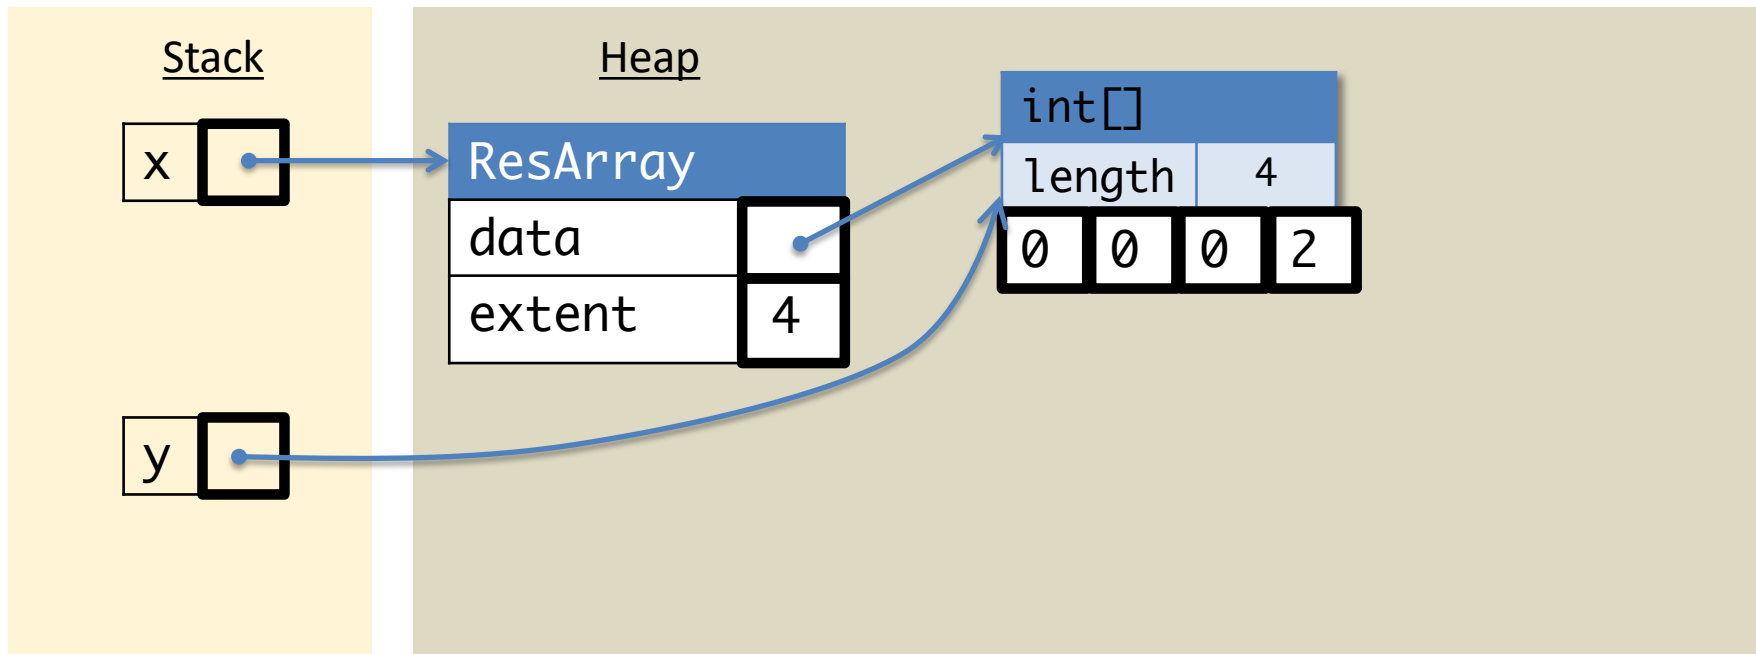 Stack
Heap
int[]
x
ResArray
length 4
data
0 0 0 2
extent 4
y